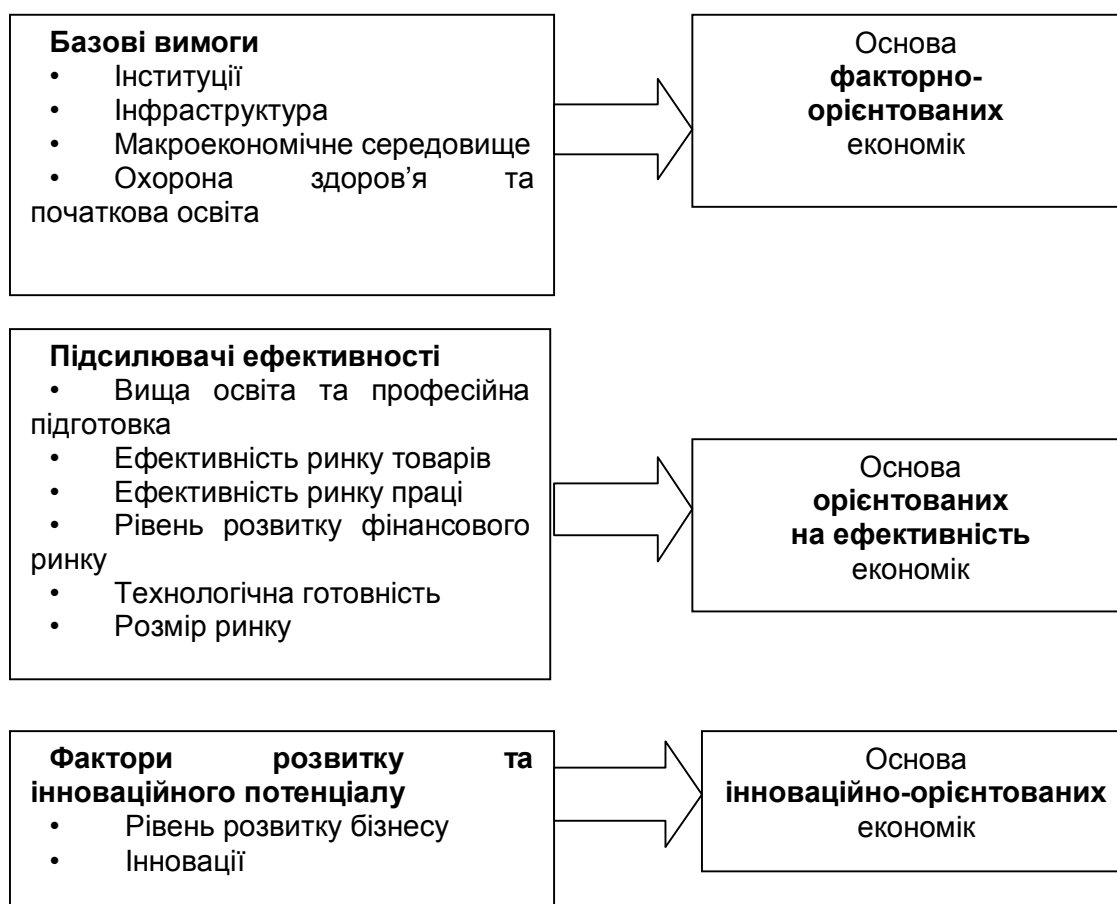 Базові вимоги
• Інституції
• Інфраструктура
• Макроекономічне середовище
• Охорона здоров’я та
початкова освіта
Основа
факторно-
орієнтованих
економік
Підсилювачі ефективності
• Вища освіта та професійна
підготовка
• Ефективність ринку товарів
• Ефективність ринку праці
• Рівень розвитку фінансового
ринку
• Технологічна готовність
• Розмір ринку
Основа
орієнтованих
на ефективність
економік
Фактори розвитку та
інноваційного потенціалу
• Рівень розвитку бізнесу
• Інновації
Основа
інноваційно-орієнтованих
економік